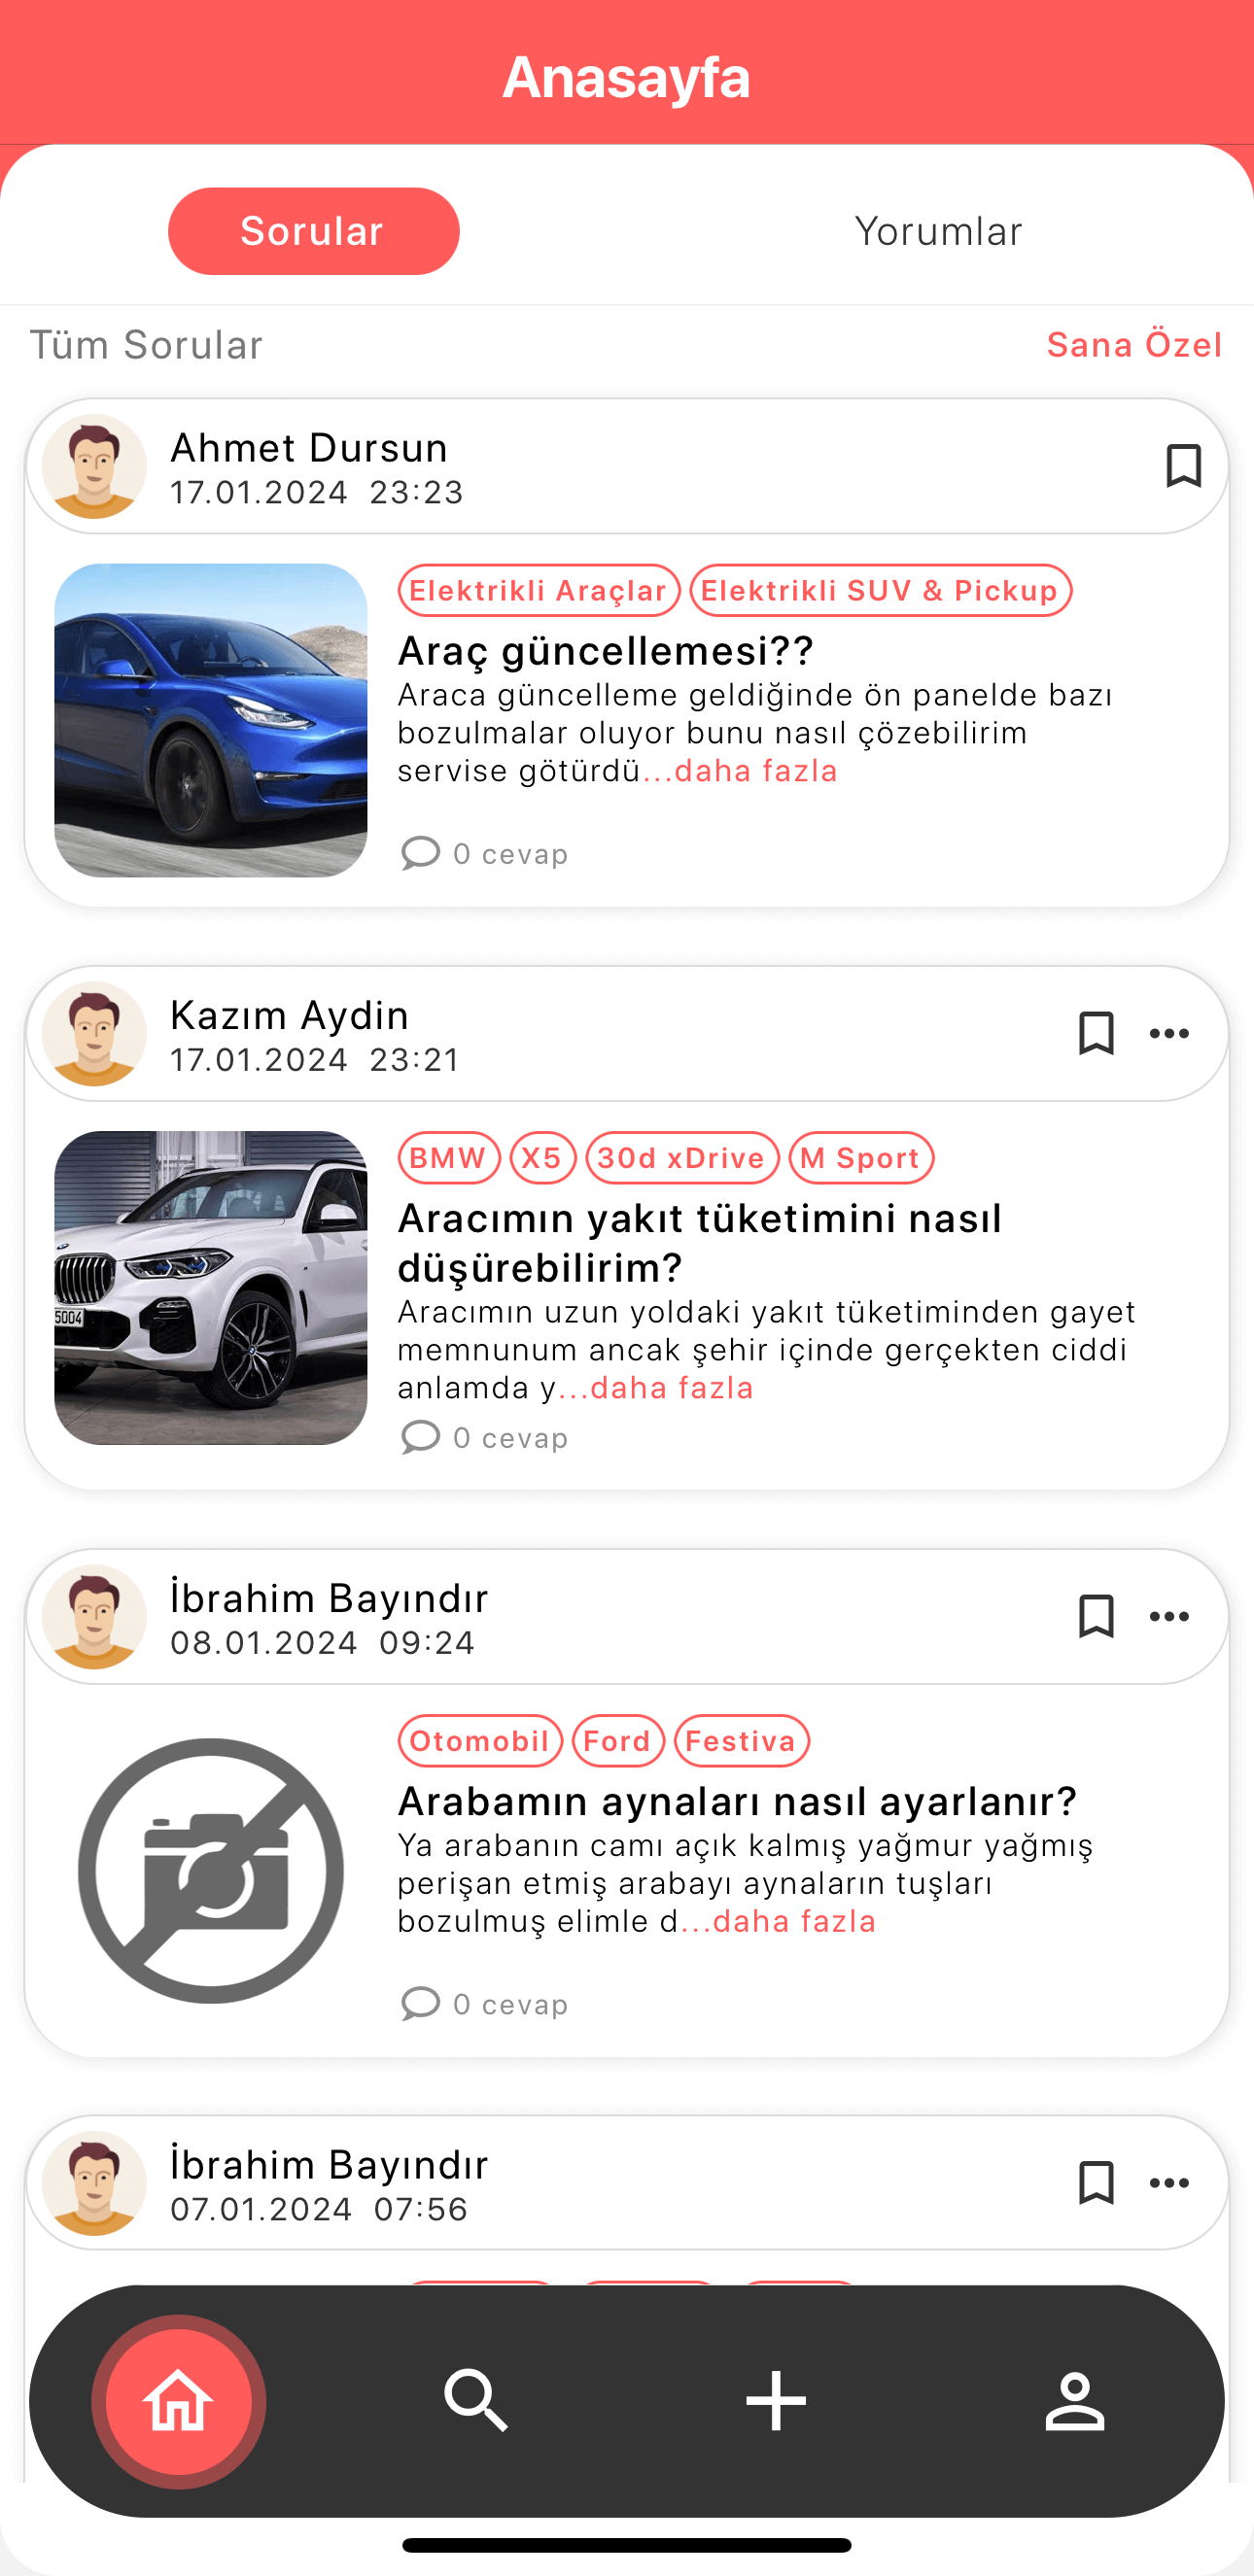 Anasayfa
Sorular
Yorumlar
Tüm Sorular
Sana Özel
Ahmet Dursun
17.01.2024 23:23
Elektrikli Araçlar
Elektrikli SUV & Pickup
Araç güncellemesi??
Araca güncelleme geldiğinde ön panelde bazı
bozulmalar oluyor bunu nasıl çözebilirim
servise götürdü...daha fazla
0 cevap
Kazım Aydin
17.01.2024 23:21
5004
BMW
X5
30d xDrive
M Sport
Aracımın yakıt tüketimini nasıl
düşürebilirim?
Aracımın uzun yoldaki yakıt tüketiminden gayet
memnunum ancak şehir içinde gerçekten ciddi
anlamda y...daha fazla
0 cevap
İbrahim Bayındır
08.01.2024 09:24
Otomobil
Ford
Festiva
Arabamın aynaları nasıl ayarlanır?
Ya arabanın camı açık kalmış yağmur yağmış
perişan etmiş arabayı aynaların tuşları
bozulmuş elimle d...daha fazla
0 cevap
İbrahim Bayındır
07.01.2024 07:56